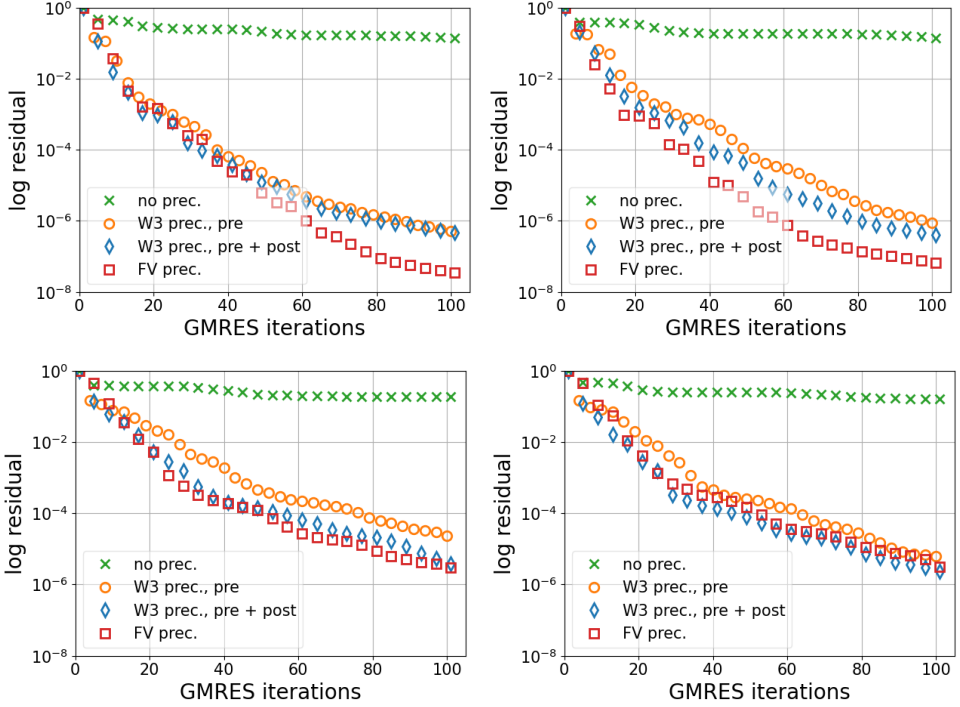 log residual
10^0
10^-2
10^-4
10^-6
10^-8
no prec.
W3 prec., pre
W3 prec., pre + post
FV prec.
0 20 40 60 80 100
GMRES iterations
log residual
10^0
10^-2
10^-4
10^-6
10^-8
no prec.
W3 prec., pre
W3 prec., pre + post
FV prec.
0 20 40 60 80 100
GMRES iterations
log residual
10^0
10^-2
10^-4
10^-6
10^-8
no prec.
W3 prec., pre
W3 prec., pre + post
FV prec.
0 20 40 60 80 100
GMRES iterations
log residual
10^0
10^-2
10^-4
10^-6
10^-8
no prec.
W3 prec., pre
W3 prec., pre + post
FV prec.
0 20 40 60 80 100
GMRES iterations